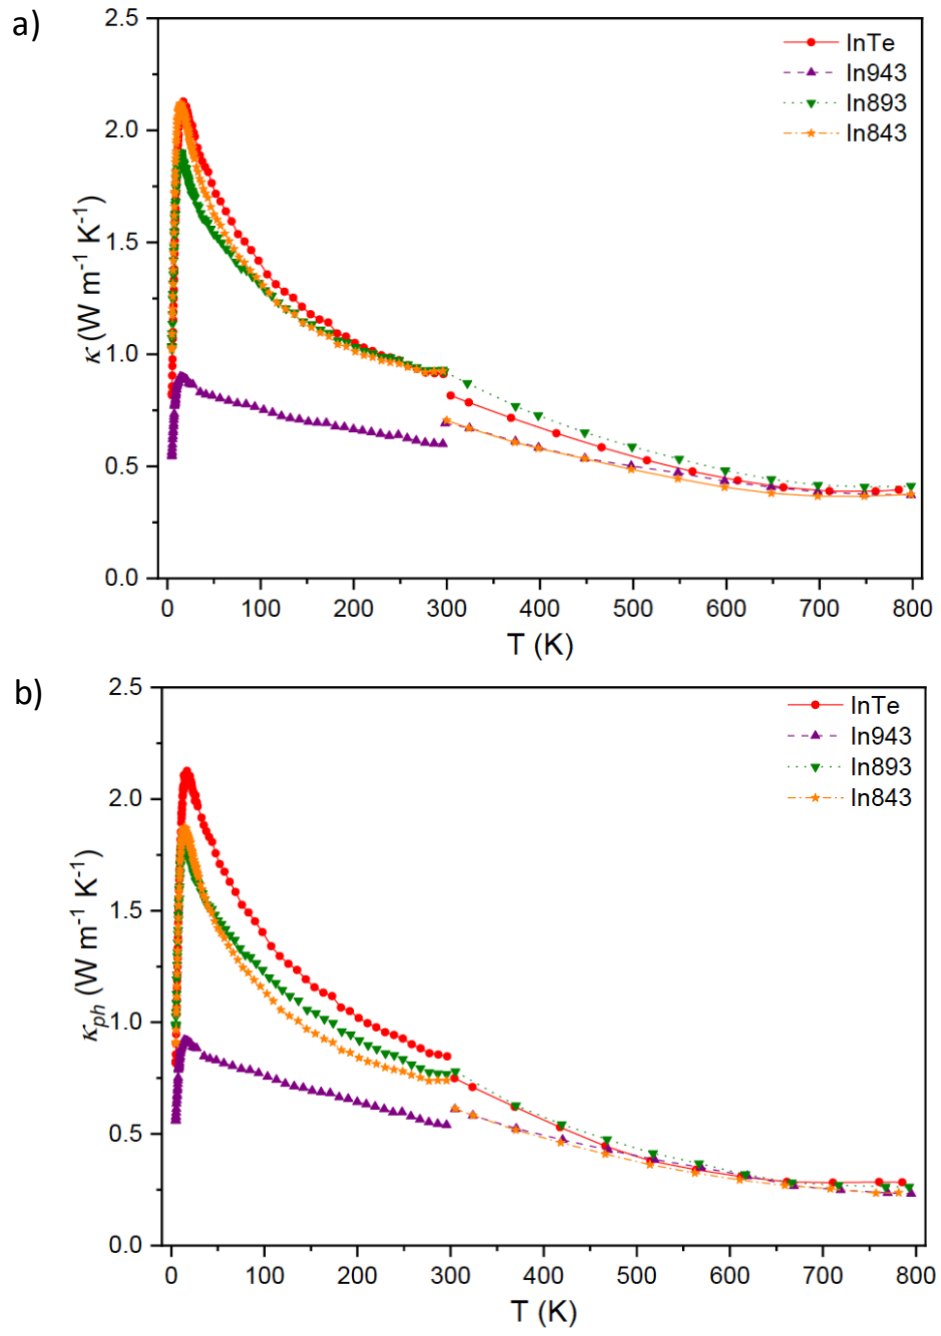 a)
2.5
2.0
1.5
1.0
0.5
0.0
κ (W m⁻¹ K⁻¹)
InTe
In943
In893
In843
0 100 200 300 400 500 600 700 800
T (K)
b)
2.5
2.0
1.5
1.0
0.5
0.0
κₚₕ (W m⁻¹ K⁻¹)
InTe
In943
In893
In843
0 100 200 300 400 500 600 700 800
T (K)